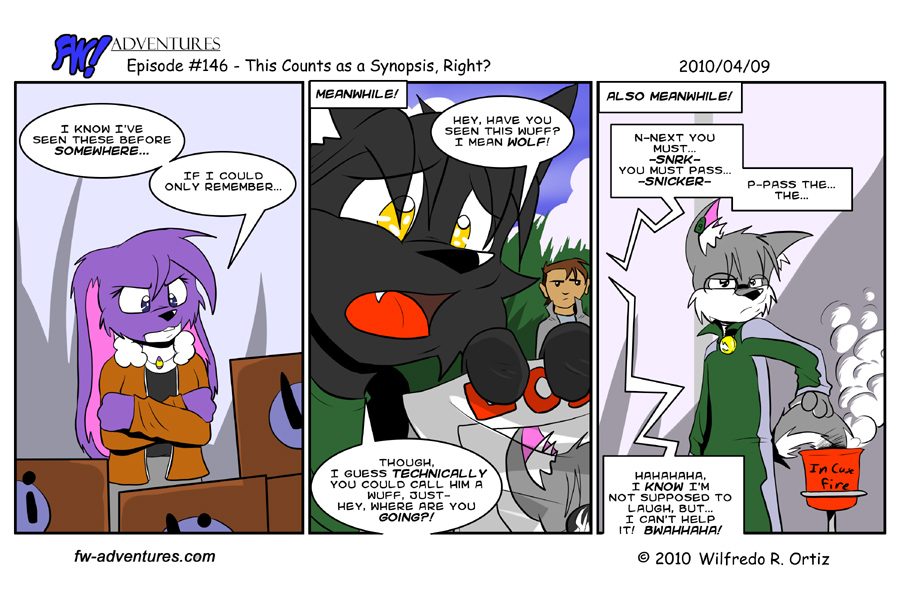 FW! ADVENTURES
Episode #146 - This Counts as a Synopsis, Right?
2010/04/09
I KNOW I'VE
SEEN THESE BEFORE
SOMEWHERE...
IF I COULD
ONLY REMEMBER...
MEANWHILE!
HEY, HAVE YOU
SEEN THIS WUFF?
I MEAN WOLF!
LOS
THOUGH,
I GUESS TECHNICALLY
YOU COULD CALL HIM A
WUFF, JUST-
HEY, WHERE ARE YOU
GOING?!
ALSO MEANWHILE!
N-NEXT YOU
MUST...
-SNRK-
YOU MUST PASS...
-SNICKER-
P-PASS THE...
THE...
In Case
Fire
HAHAHAHA,
I KNOW I'M
NOT SUPPOSED TO
LAUGH, BUT...
I CAN'T HELP
IT! BWAHHAHA!
fw-adventures.com
© 2010 Wilfredo R. Ortiz